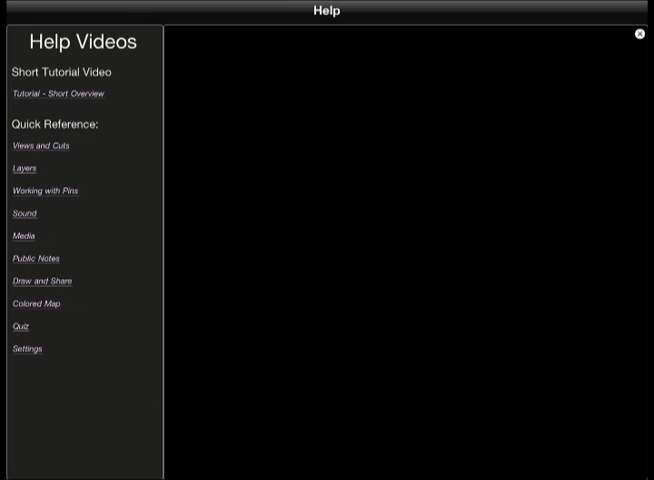 Help
Help Videos
Short Tutorial Video
Tutorial - Short Overview
Quick Reference:
Views and Cuts
Layers
Working with Pins
Sound
Media
Public Notes
Draw and Share
Colored Map
Quiz
Settings